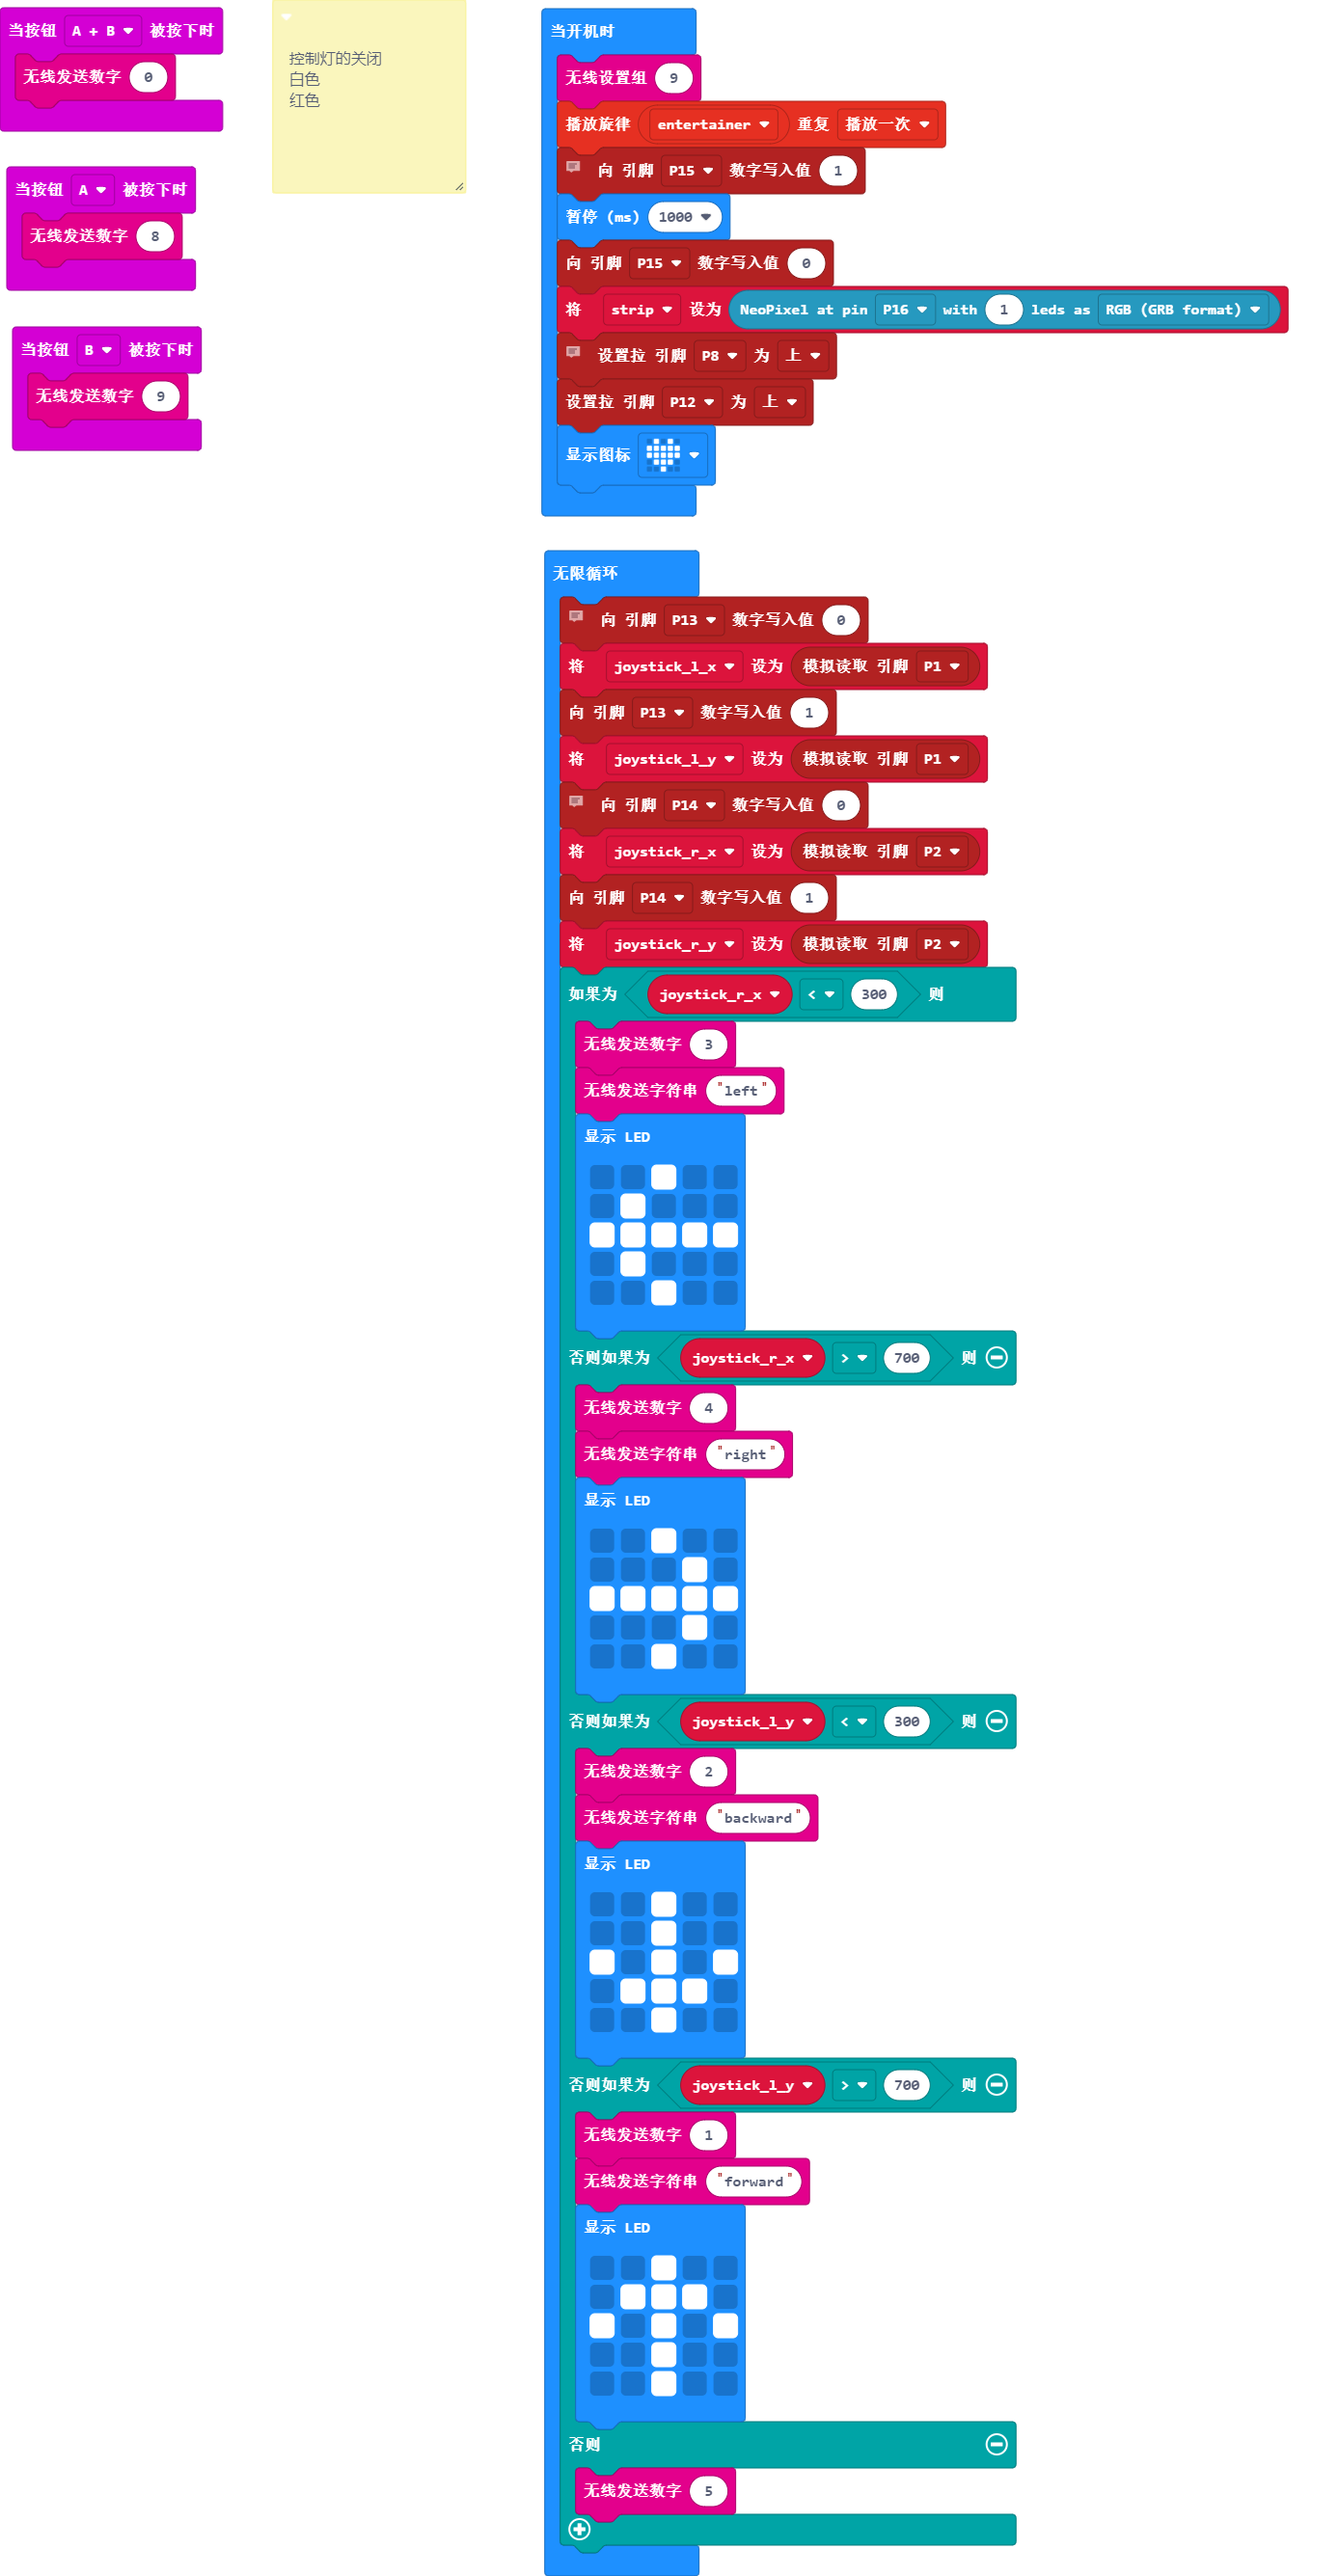 当按钮 A + B 被按下时
无线发送数字 0
当按钮 A 被按下时
无线发送数字 8
当按钮 B 被按下时
无线发送数字 9
控制灯的关闭
白色
红色
当开机时
无线设置组 9
播放旋律 entertainer 重复 播放一次
向 引脚 P15 数字写入值 1
暂停 (ms) 1000
向 引脚 P15 数字写入值 0
将 strip 设为 NeoPixel at pin P16 with 1 leds as RGB (GRB format)
设置拉 引脚 P8 为 上
设置拉 引脚 P12 为 上
显示图标
无限循环
向 引脚 P13 数字写入值 0
将 joystick_l_x 设为 模拟读取 引脚 P1
向 引脚 P13 数字写入值 1
将 joystick_l_y 设为 模拟读取 引脚 P1
向 引脚 P14 数字写入值 0
将 joystick_r_x 设为 模拟读取 引脚 P2
向 引脚 P14 数字写入值 1
将 joystick_r_y 设为 模拟读取 引脚 P2
如果为 joystick_r_x < 300 则
无线发送数字 3
无线发送字符串 "left"
显示 LED
否则如果为 joystick_r_x > 700 则
无线发送数字 4
无线发送字符串 "right"
显示 LED
否则如果为 joystick_l_y < 300 则
无线发送数字 2
无线发送字符串 "backward"
显示 LED
否则如果为 joystick_l_y > 700 则
无线发送数字 1
无线发送字符串 "forward"
显示 LED
否则
无线发送数字 5